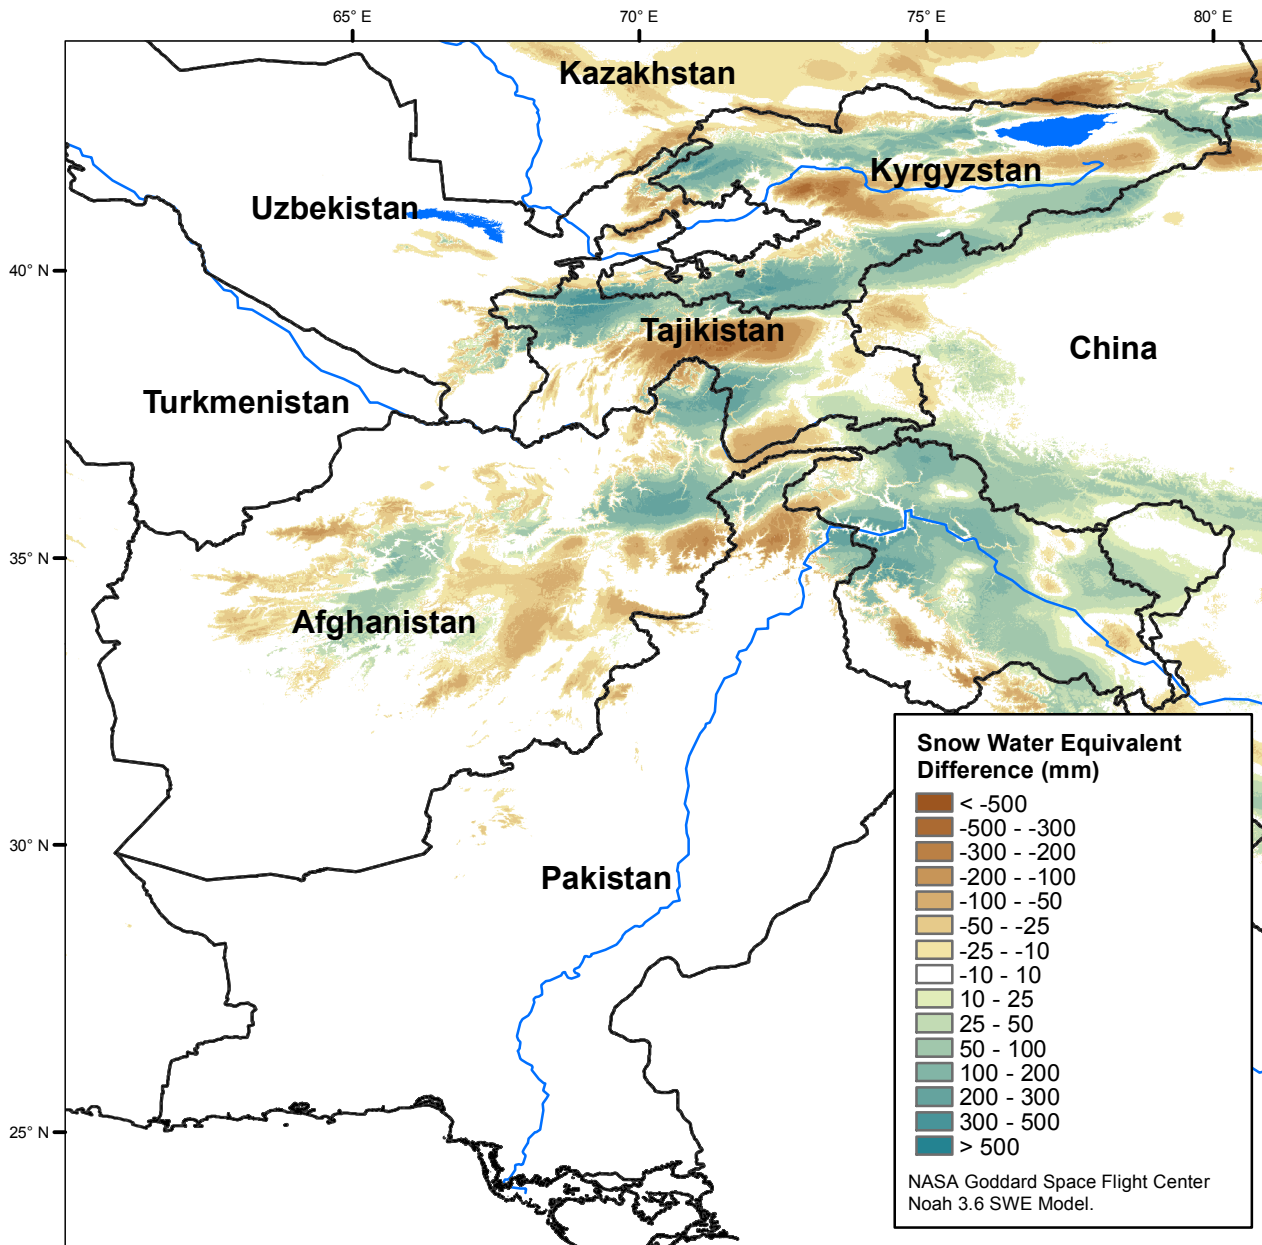 65° E
70° E
75° E
80° E
Kazakhstan
Kyrgyzstan
Uzbekistan
40° N
Tajikistan
China
Turkmenistan
35° N
Afghanistan
30° N
Pakistan
25° N
Snow Water Equivalent
Difference (mm)
< -500
-500 - -300
-300 - -200
-200 - -100
-100 - -50
-50 - -25
-25 - -10
-10 - 10
10 - 25
25 - 50
50 - 100
100 - 200
200 - 300
300 - 500
> 500
NASA Goddard Space Flight Center
Noah 3.6 SWE Model.